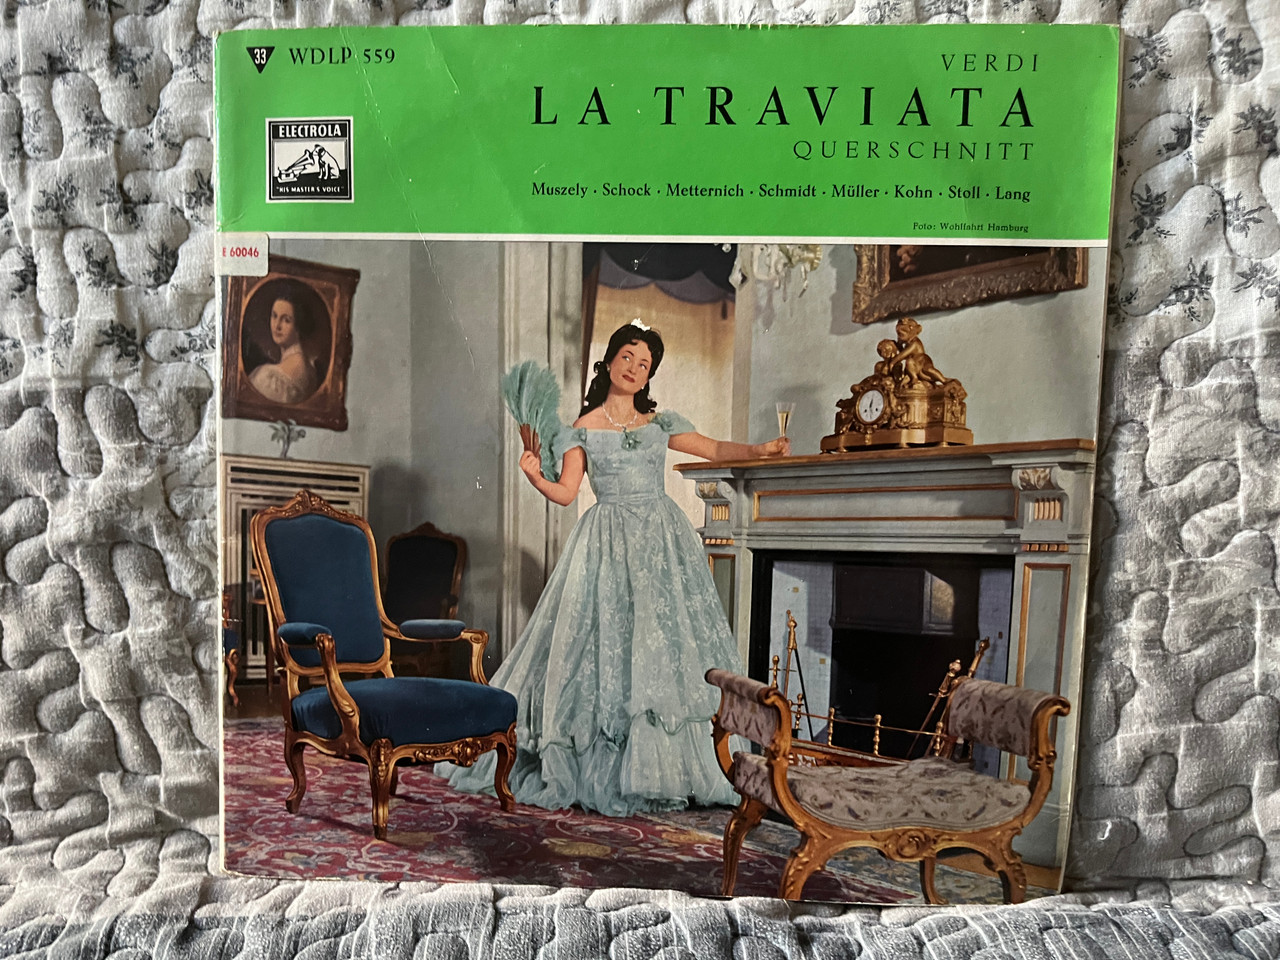 33 WDLP 559
VERDI
LA TRAVIATA
QUERSCHNITT
ELECTROLA
"HIS MASTER'S VOICE"
Muszely · Schock · Metternich · Schmidt · Müller · Kohn · Stoll · Lang
Foto: Wohlfahrt Hamburg
E 60046